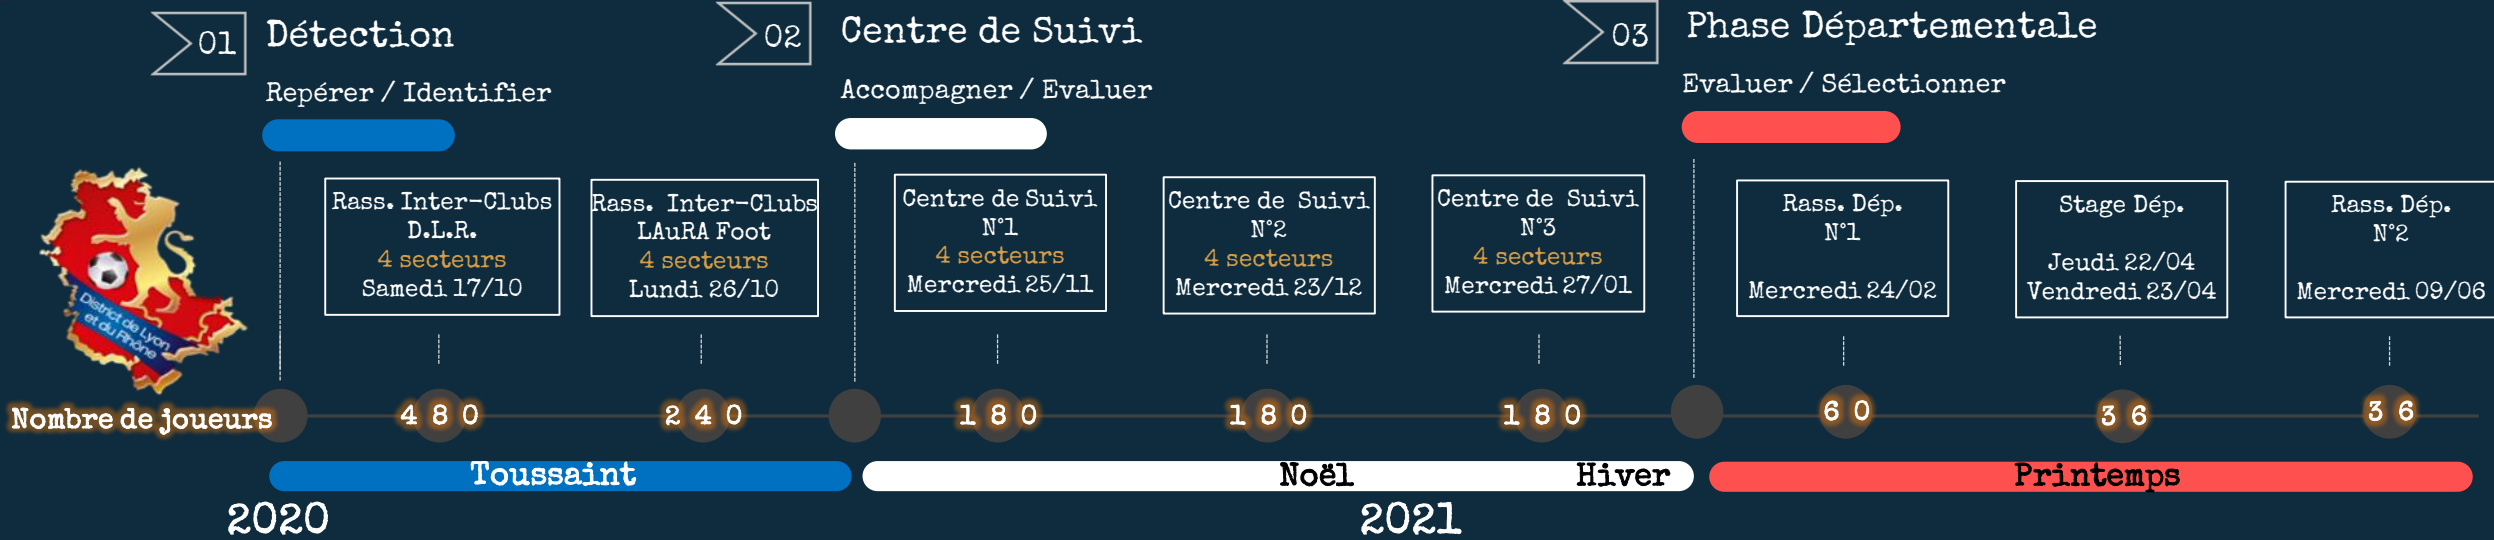 01
Détection
Repérer / Identifier
02
Centre de Suivi
Accompagner / Evaluer
03
Phase Départementale
Evaluer / Sélectionner
District de Lyon
et du Rhône
Rass. Inter-Clubs
D.L.R.
4 secteurs
Samedi 17/10
Rass. Inter-Clubs
LAuRA Foot
4 secteurs
Lundi 26/10
Centre de Suivi
N°1
4 secteurs
Mercredi 25/11
Centre de Suivi
N°2
4 secteurs
Mercredi 23/12
Centre de Suivi
N°3
4 secteurs
Mercredi 27/01
Rass. Dép.
N°1
Mercredi 24/02
Stage Dép.
Jeudi 22/04
Vendredi 23/04
Rass. Dép.
N°2
Mercredi 09/06
Nombre de joueurs
480
240
180
180
180
60
36
36
Toussaint
Noël
Hiver
Printemps
2020
2021